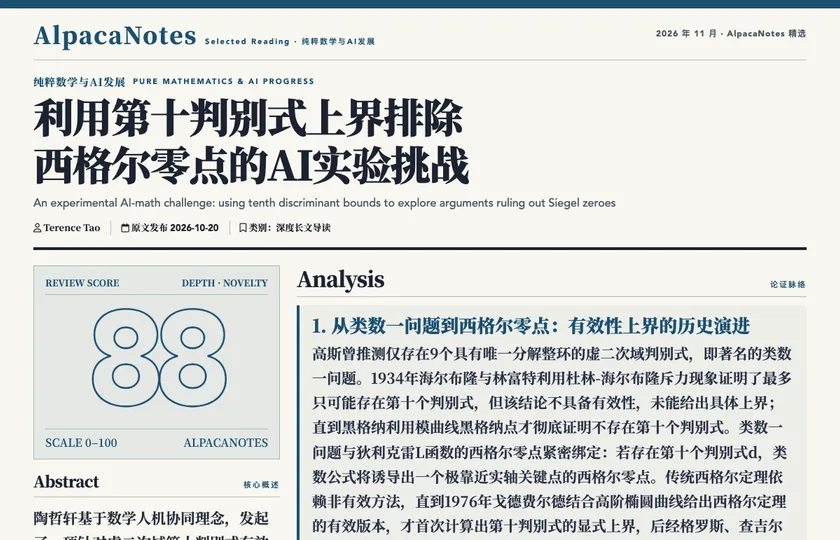 AlpacaNotes Selected Reading · 纯粹数学与AI发展
2026 年 11 月 · AlpacaNotes 精选
纯粹数学与AI发展 PURE MATHEMATICS & AI PROGRESS
利用第十判别式上界排除
西格尔零点的AI实验挑战
An experimental AI-math challenge: using tenth discriminant bounds to explore arguments ruling out Siegel zeroes
Terence Tao 原文发布 2026-10-20 类别：深度长文导读
REVIEW SCORE DEPTH · NOVELTY
88
SCALE 0–100 ALPACANOTES
Abstract 核心概述
陶哲轩基于数学人机协同理念，发起
Analysis 论证脉络
1. 从类数一问题到西格尔零点：有效性上界的历史演进
高斯曾推测仅存在9个具有唯一分解整环的虚二次域判别式，即著名的类数
一问题。1934年海尔布隆与林富特利用杜林-海尔布隆斥力现象证明了最多
只可能存在第十个判别式，但该结论不具备有效性，未能给出具体上界；
直到黑格纳利用模曲线黑格纳点才彻底证明不存在第十个判别式。类数一
问题与狄利克雷L函数的西格尔零点紧密绑定：若存在第十个判别式d，类
数公式将诱导出一个极靠近实轴关键点的西格尔零点。传统西格尔定理依
赖非有效方法，直到1976年戈德费尔德结合高阶椭圆曲线给出西格尔定理
的有效版本，才首次计算出第十判别式的显式上界，后经格罗斯、查吉尔